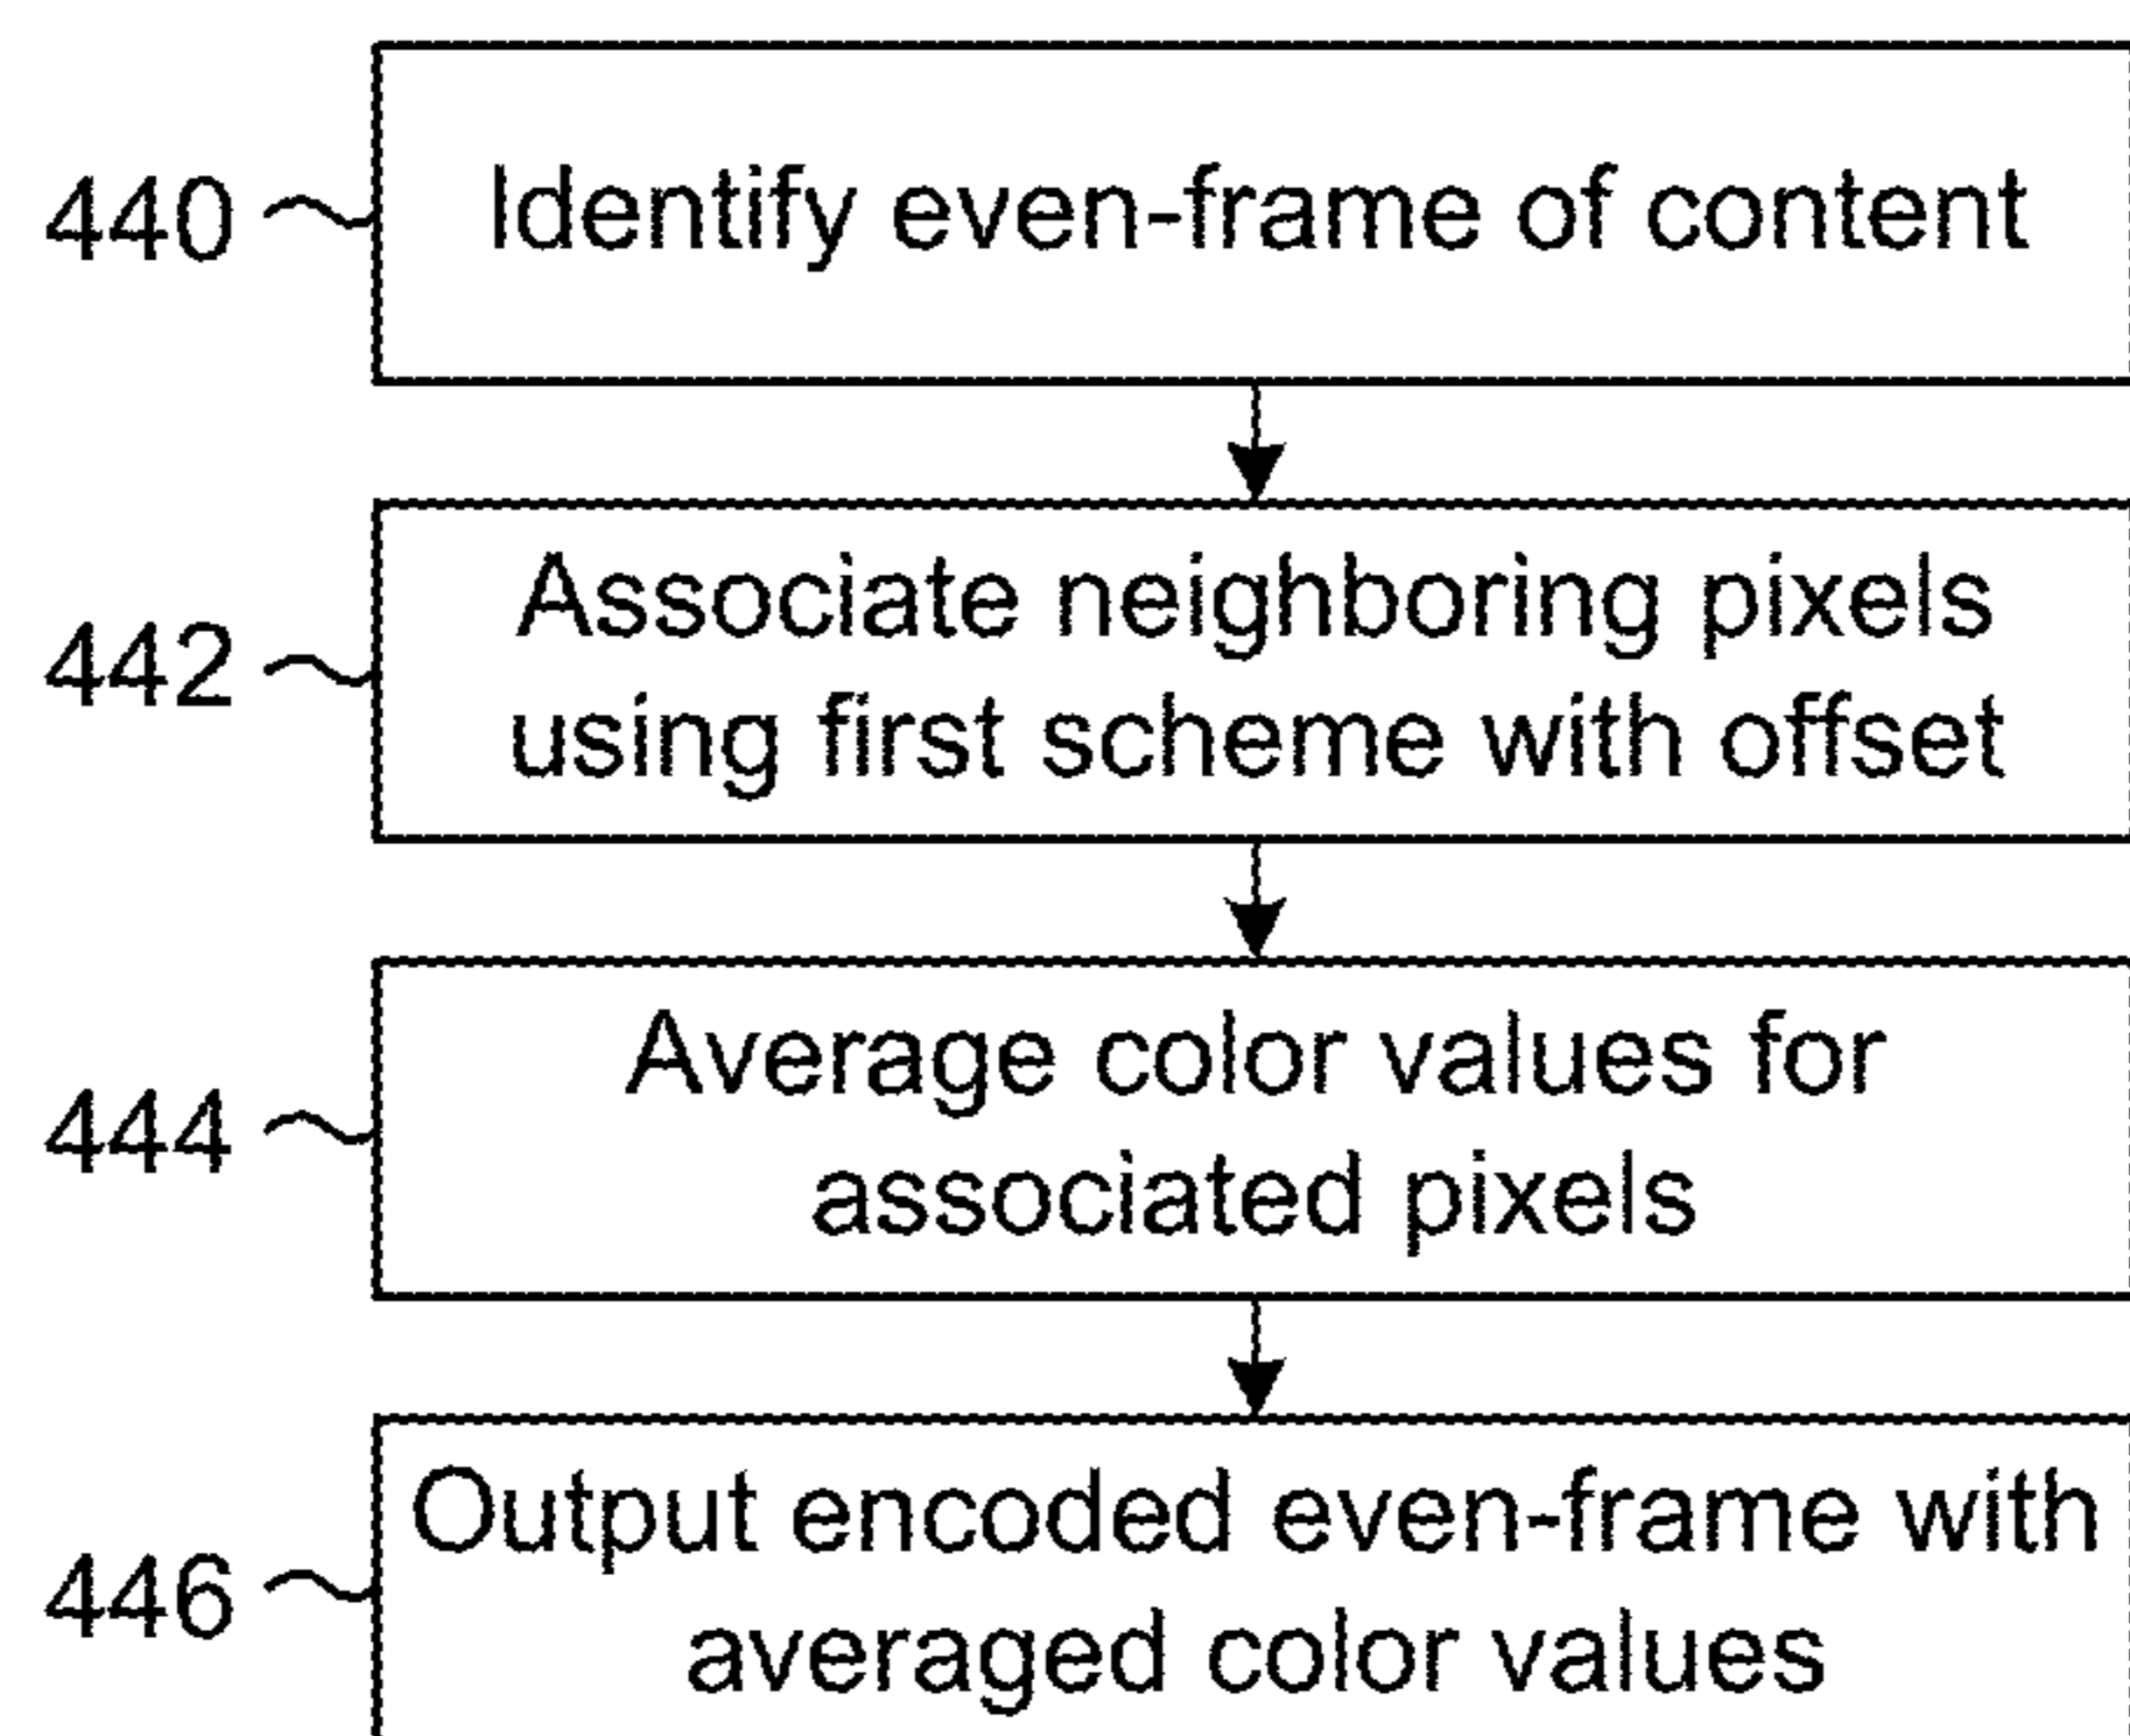 440
Identify even-frame of content
442
Associate neighboring pixels
using first scheme with offset
444
Average color values for
associated pixels
446
Output encoded even-frame with
averaged color values